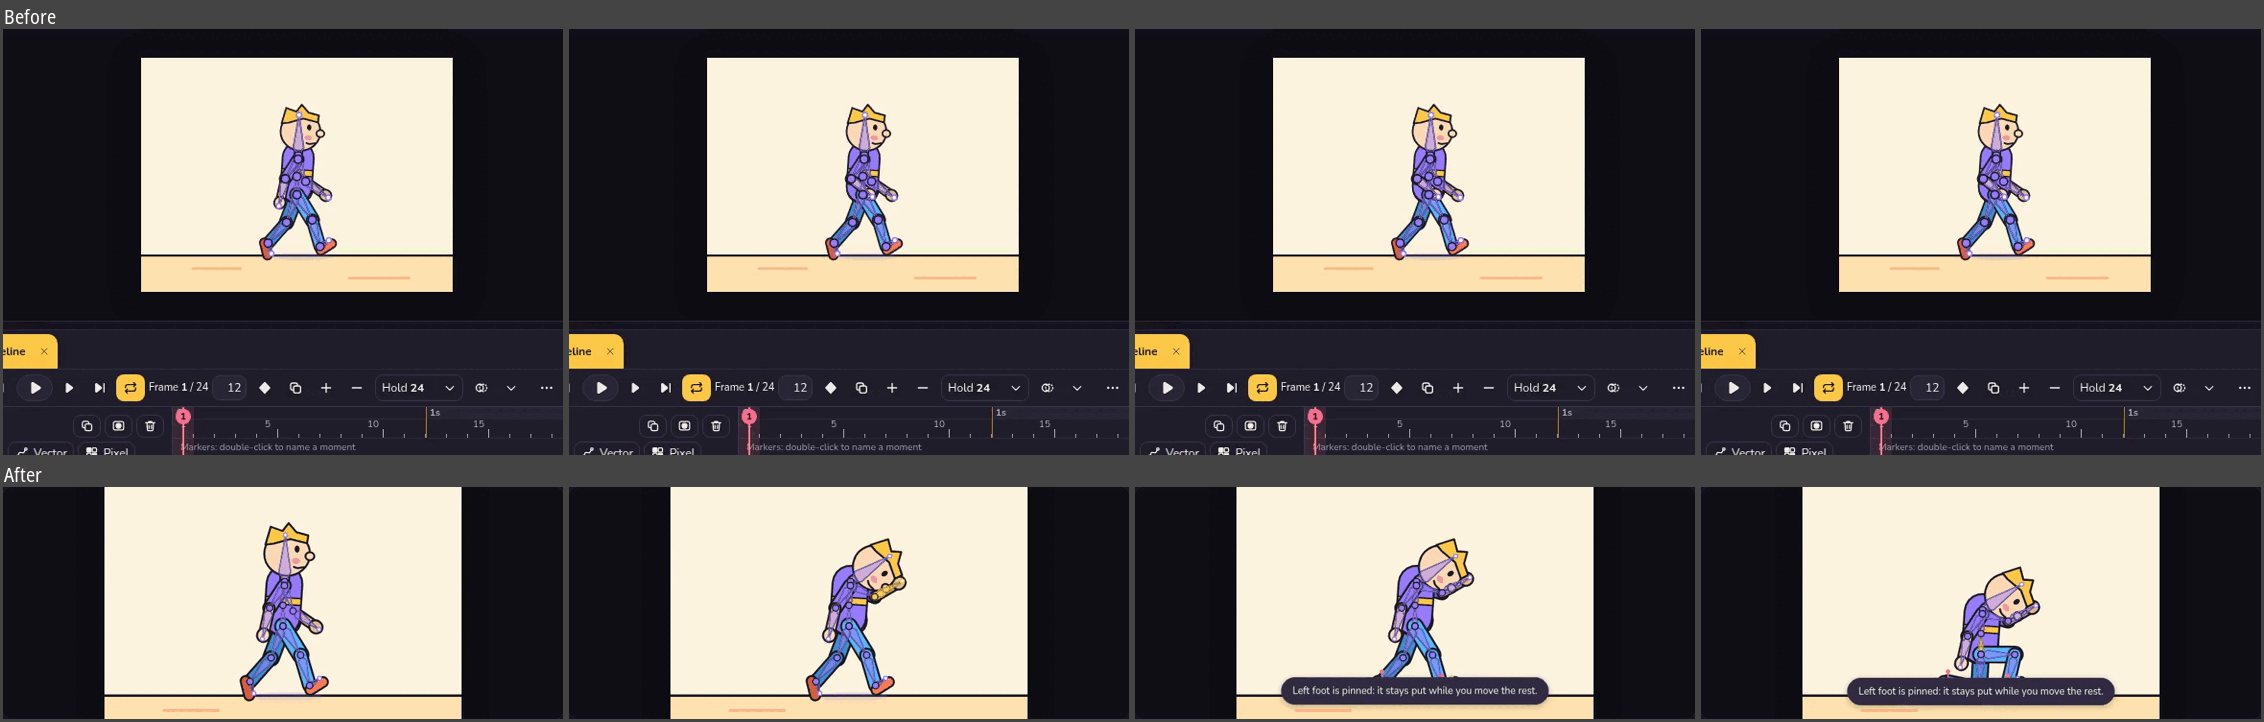 Before
eline ×
Frame 1 / 24 12 Hold 24
1 5 10 1s 15
Markers: double-click to name a moment
Vector Pixel
eline ×
Frame 1 / 24 12 Hold 24
1 5 10 1s 15
Markers: double-click to name a moment
Vector Pixel
eline ×
Frame 1 / 24 12 Hold 24
1 5 10 1s 15
Markers: double-click to name a moment
Vector Pixel
eline ×
Frame 1 / 24 12 Hold 24
1 5 10 1s 15
Markers: double-click to name a moment
Vector Pixel
After
Left foot is pinned: it stays put while you move the rest.
Left foot is pinned: it stays put while you move the rest.